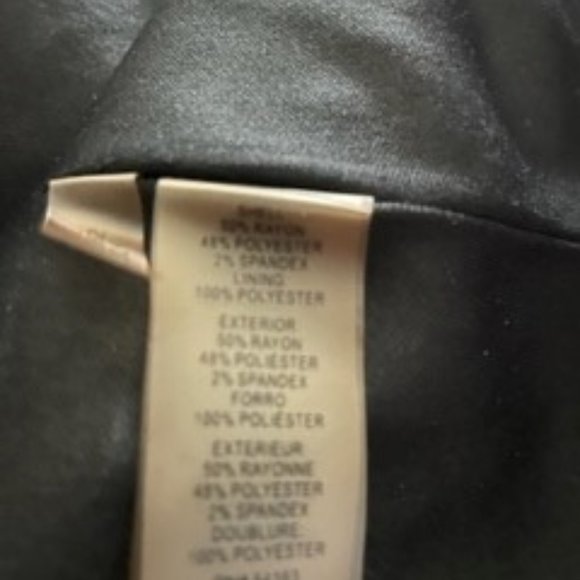 SHELL
50% RAYON
48% POLYESTER
2% SPANDEX
LINING
100% POLYESTER
EXTERIOR
50% RAYON
48% POLIÉSTER
2% SPANDEX
FORRO
100% POLIÉSTER
EXTERIEUR
50% RAYONNE
48% POLYESTER
2% SPANDEX
DOUBLURE
100% POLYESTER